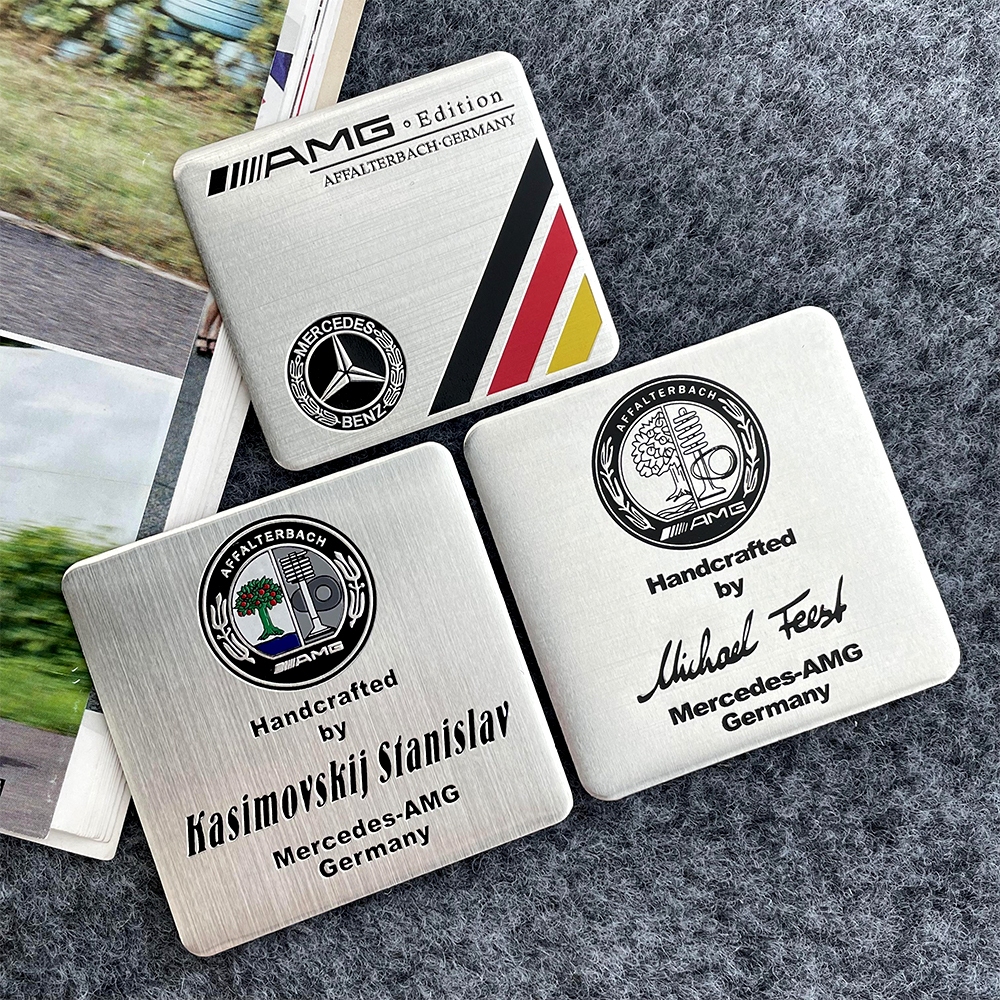 AMG Edition
AFFALTERBACH·GERMANY
MERCEDES
BENZ
AFFALTERBACH
AMG
Handcrafted
by
Michael Feest
Mercedes-AMG
Germany
AFFALTERBACH
AMG
Handcrafted
by
Kasimovskij Stanislav
Mercedes-AMG
Germany